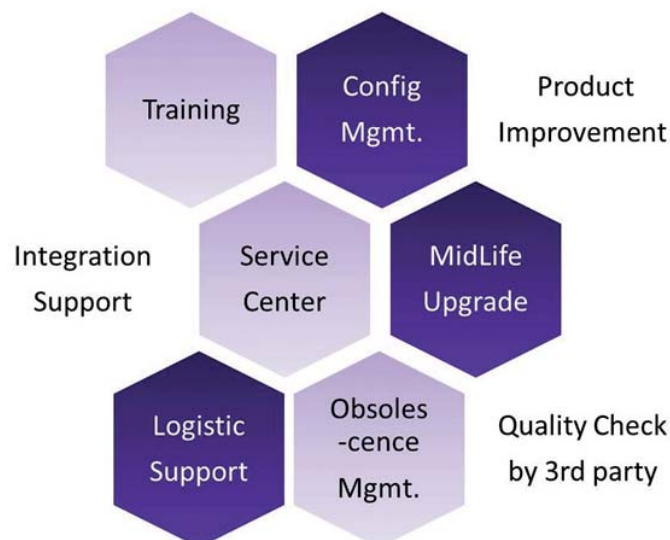 Training
Config
Mgmt.
Product
Improvement
Integration
Support
Service
Center
MidLife
Upgrade
Logistic
Support
Obsoles
-cence
Mgmt.
Quality Check
by 3rd party